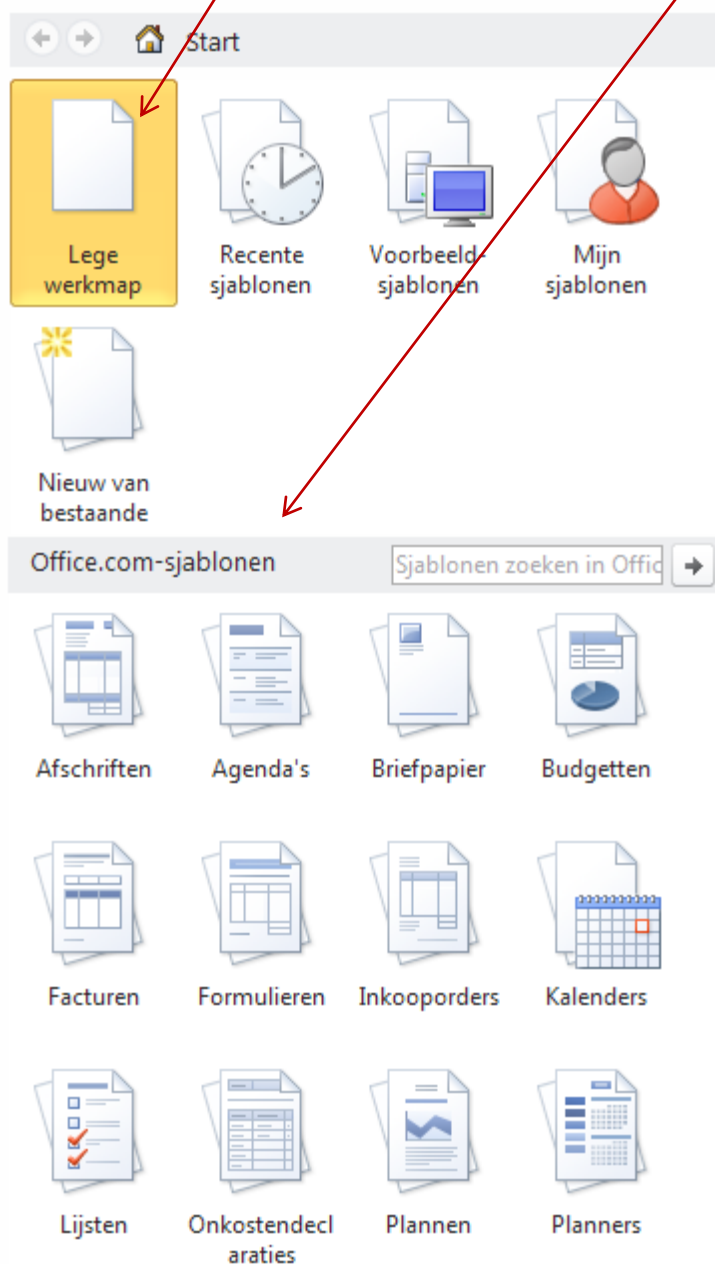 Start
Lege
werkmap
Recente
sjablonen
Voorbeeld-
sjablonen
Mijn
sjablonen
Nieuw van
bestaande
Office.com-sjablonen
Sjablonen zoeken in Offic
Afschriften
Agenda's
Briefpapier
Budgetten
Facturen
Formulieren
Inkooporders
Kalenders
Lijsten
Onkostendecl
araties
Plannen
Planners